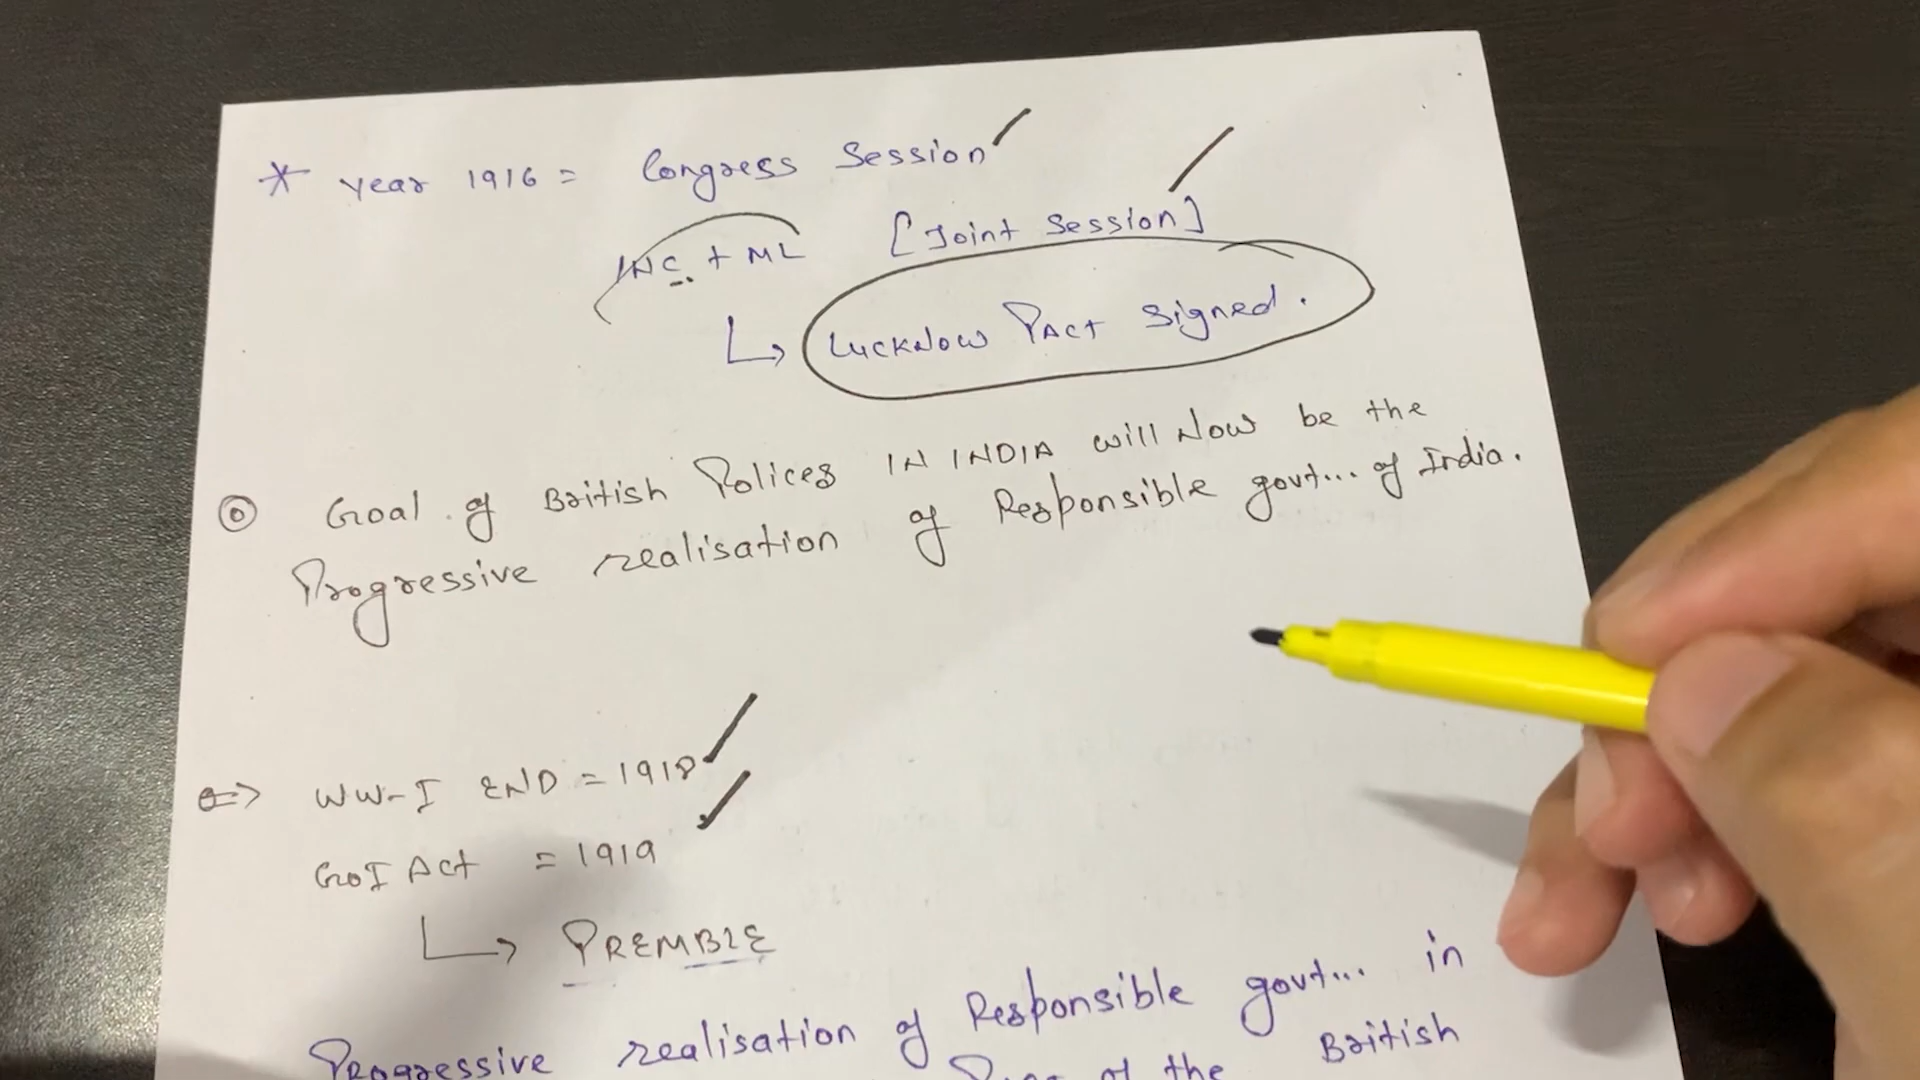 * year 1916 = Congress Session
INC + ML [Joint Session]
Lucknow Pact signed.
Goal of British Polices IN INDIA will Now be the
Progressive realisation of Responsible govt... of India.
WW-I END = 1918
GOI Act = 1919
PREMBLE
Progressive realisation of Responsible govt... in
of the British